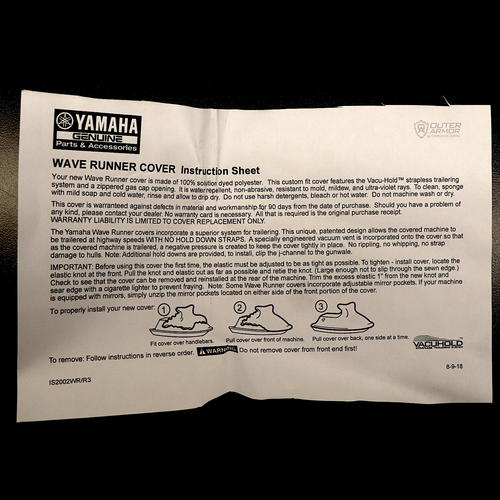 YAMAHA
GENUINE
Parts & Accessories
OUTER
ARMOR
WAVE RUNNER COVER Instruction Sheet
Your new Wave Runner cover is made of 100% solution dyed polyester. This custom fit cover features the Vacu-Hold™ strapless trailering
system and a zippered gas cap opening. It is water repellent, non-abrasive, resistant to mold, mildew, and ultra-violet rays. To clean, sponge
with mild soap and cold water, rinse and allow to drip dry. Do not use harsh detergents, bleach or hot water. Do not machine wash or dry.
This cover is warranted against defects in material and workmanship for 90 days from the date of purchase. Should you have a problem of
any kind, please contact your dealer. No warranty card is necessary. All that is required is the original purchase receipt.
WARRANTY LIABILITY IS LIMITED TO COVER REPLACEMENT ONLY.
The Yamaha Wave Runner covers incorporate a superior system for trailering. This unique, patented design allows the covered machine to
be trailered at highway speeds WITH NO HOLD DOWN STRAPS. A specially engineered vacuum vent is incorporated onto the cover so that
as the covered machine is trailered, a negative pressure is created to keep the cover tightly in place. No rippling, no whipping, no strap
damage to hulls. Note: Additional hold downs are provided, to install, clip the j-channel to the gunwale.
IMPORTANT: Before using this cover the first time, the elastic must be adjusted to be as tight as possible. To tighten - install cover, locate the
elastic knot at the front. Pull the knot and elastic out as far as possible and retie the knot. (Large enough not to slip through the sewn edge.)
Check to see that the cover can be removed and reinstalled at the rear of the machine. Trim the excess elastic 1" from the new knot and
sear edge with a cigarette lighter to prevent fraying. Note: Some Wave Runner covers incorporate adjustable mirror pockets. If your machine
is equipped with mirrors, simply unzip the mirror pockets located on either side of the front portion of the cover.
To properly install your new cover:
1
2
3
Fit cover over handlebars.
Pull cover over front of machine.
Pull cover over back, one side at a time.
VACUHOLD
To remove: Follow instructions in reverse order. WARNING Do not remove cover from front end first!
IS2002WR/R3
8-9-18